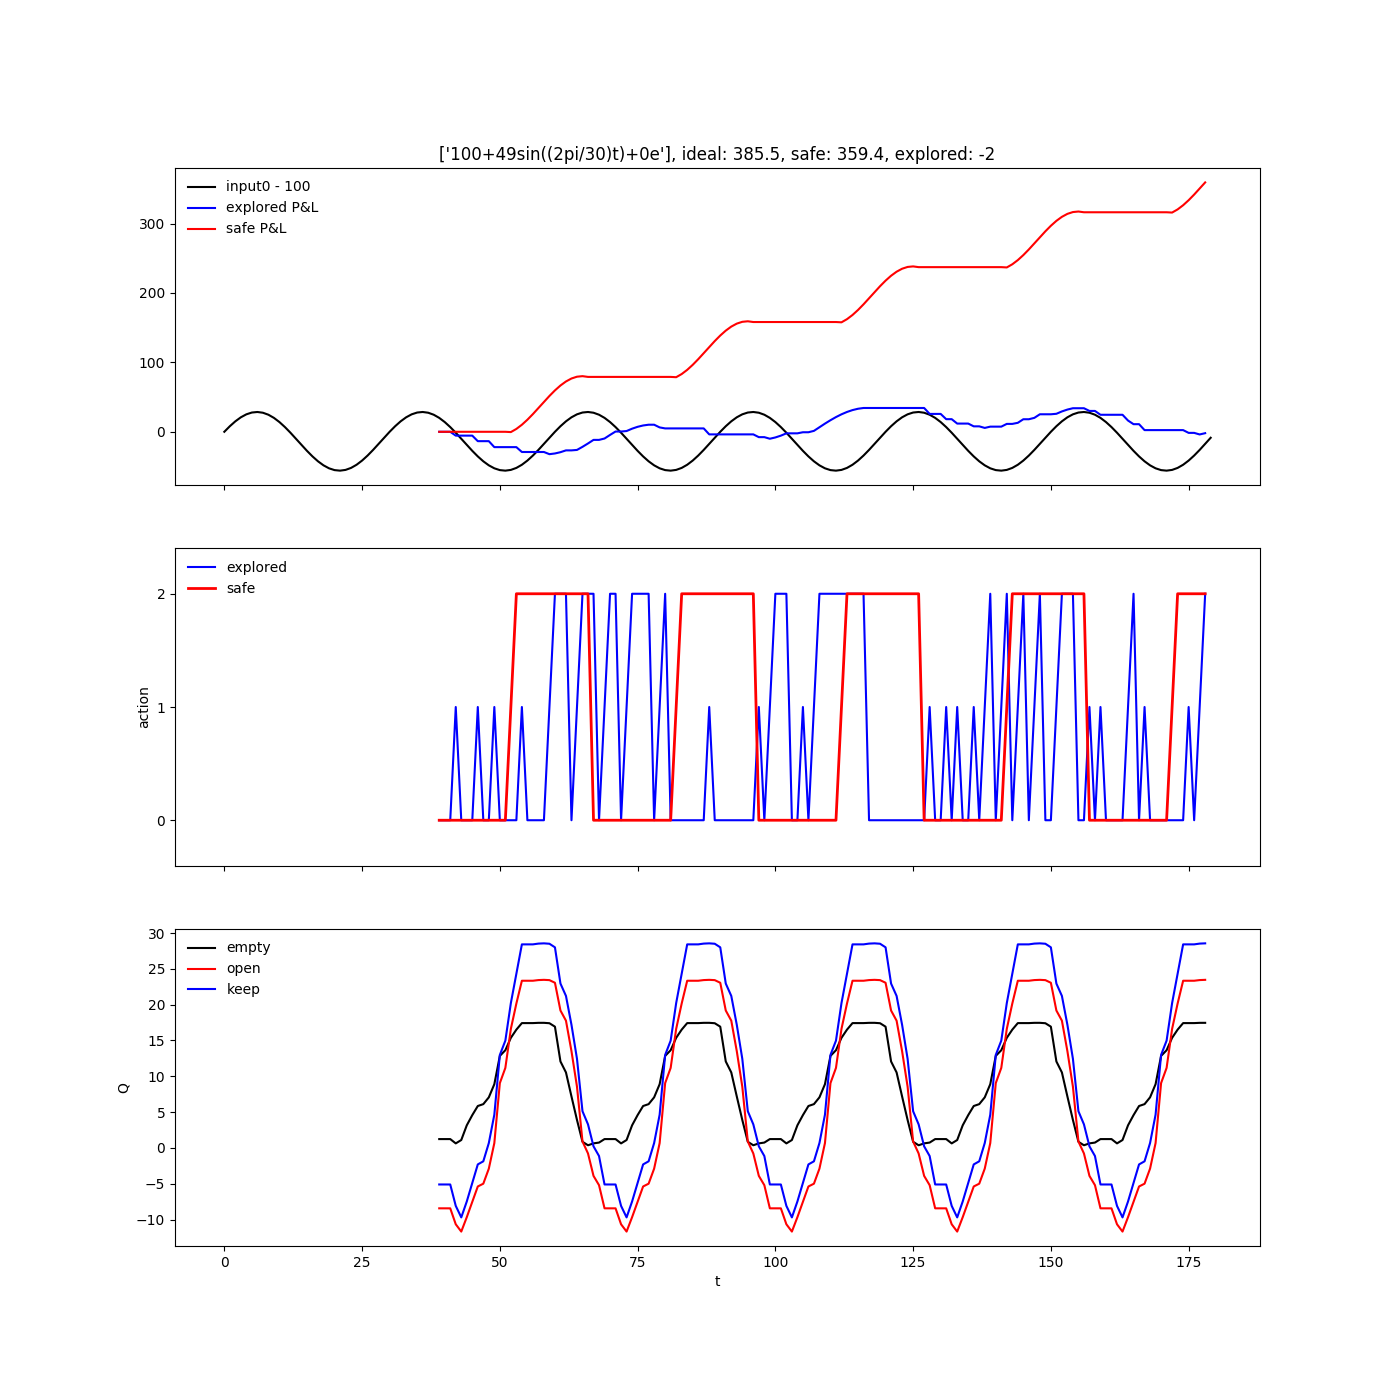 ['100+49sin((2pi/30)t)+0e'], ideal: 385.5, safe: 359.4, explored: -2
input0 - 100
explored P&L
safe P&L
300
200
100
0
explored
safe
2
1
0
action
empty
open
keep
30
25
20
15
10
5
0
−5
−10
Q
0 25 50 75 100 125 150 175
t